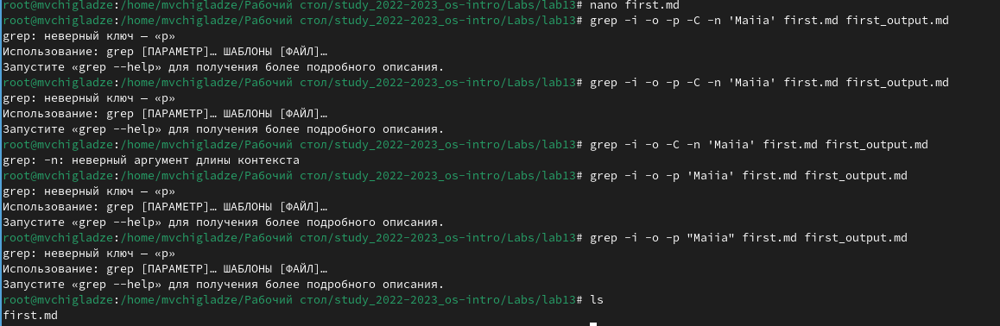 root@mvchigladze:/home/mvchigladze/Рабочий стол/study_2022-2023_os-intro/Labs/lab13# nano first.md
root@mvchigladze:/home/mvchigladze/Рабочий стол/study_2022-2023_os-intro/Labs/lab13# grep -i -o -p -C -n 'Maiia' first.md first_output.md
grep: неверный ключ — «p»
Использование: grep [ПАРАМЕТР]… ШАБЛОНЫ [ФАЙЛ]…
Запустите «grep --help» для получения более подробного описания.
root@mvchigladze:/home/mvchigladze/Рабочий стол/study_2022-2023_os-intro/Labs/lab13# grep -i -o -p -C -n 'Maiia' first.md first_output.md
grep: неверный ключ — «p»
Использование: grep [ПАРАМЕТР]… ШАБЛОНЫ [ФАЙЛ]…
Запустите «grep --help» для получения более подробного описания.
root@mvchigladze:/home/mvchigladze/Рабочий стол/study_2022-2023_os-intro/Labs/lab13# grep -i -o -C -n 'Maiia' first.md first_output.md
grep: -n: неверный аргумент длины контекста
root@mvchigladze:/home/mvchigladze/Рабочий стол/study_2022-2023_os-intro/Labs/lab13# grep -i -o -p 'Maiia' first.md first_output.md
grep: неверный ключ — «p»
Использование: grep [ПАРАМЕТР]… ШАБЛОНЫ [ФАЙЛ]…
Запустите «grep --help» для получения более подробного описания.
root@mvchigladze:/home/mvchigladze/Рабочий стол/study_2022-2023_os-intro/Labs/lab13# grep -i -o -p "Maiia" first.md first_output.md
grep: неверный ключ — «p»
Использование: grep [ПАРАМЕТР]… ШАБЛОНЫ [ФАЙЛ]…
Запустите «grep --help» для получения более подробного описания.
root@mvchigladze:/home/mvchigladze/Рабочий стол/study_2022-2023_os-intro/Labs/lab13# ls
first.md